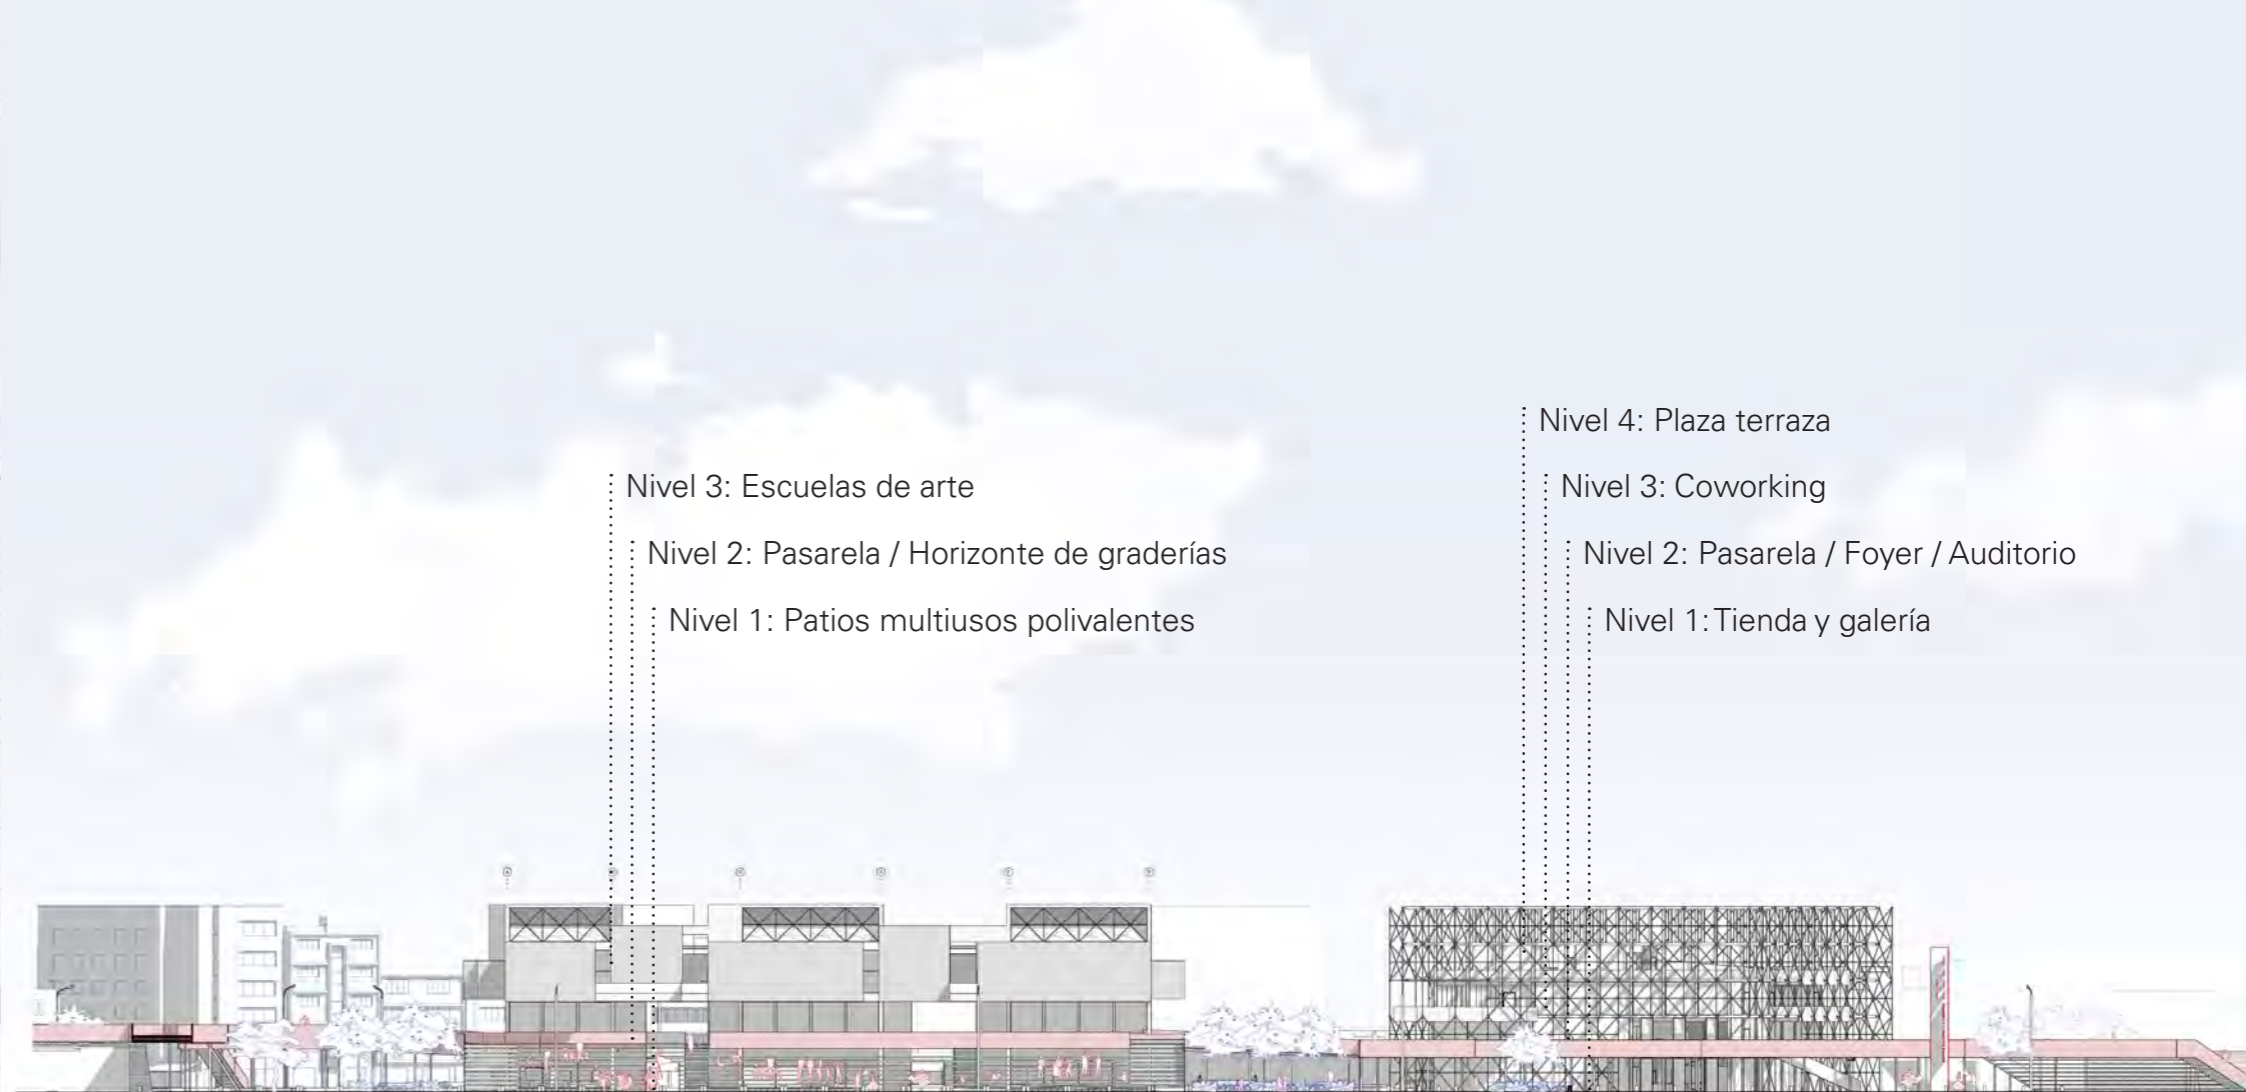 Nivel 3: Escuelas de arte
Nivel 2: Pasarela / Horizonte de graderías
Nivel 1: Patios multiusos polivalentes
Nivel 4: Plaza terraza
Nivel 3: Coworking
Nivel 2: Pasarela / Foyer / Auditorio
Nivel 1: Tienda y galería